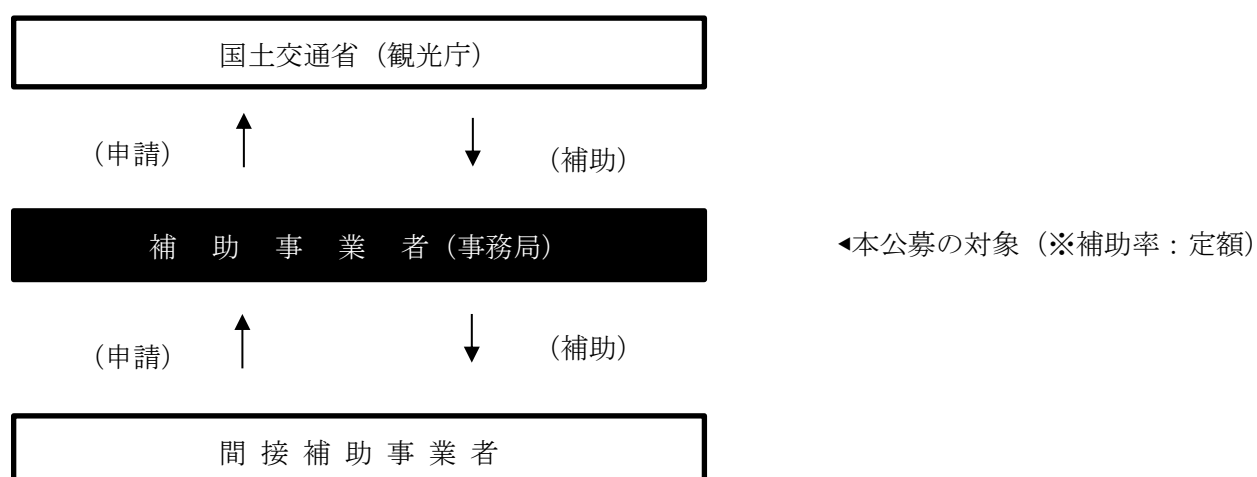 国土交通省（観光庁）
（申請）
（補助）
補　助　事　業　者（事務局）
◀本公募の対象（※補助率：定額）
（申請）
（補助）
間 接 補 助 事 業 者